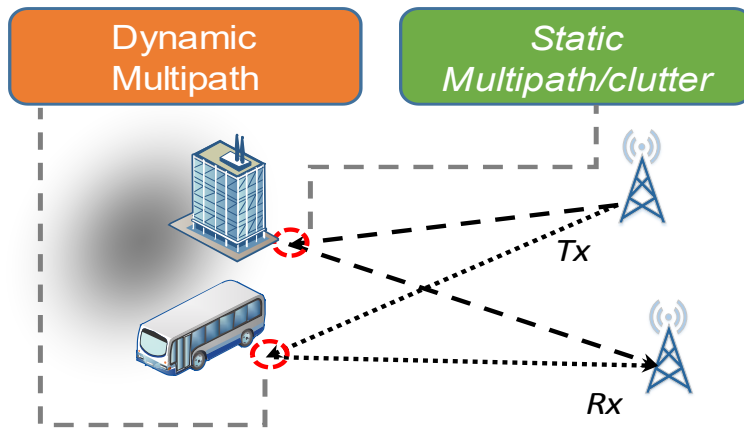 Dynamic
Multipath
Static
Multipath/clutter
Tx
Rx